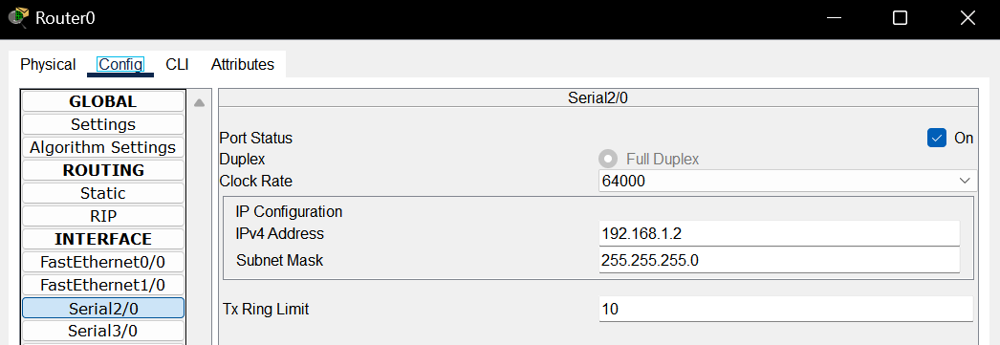 Router0
Physical Config CLI Attributes
GLOBAL
Settings
Algorithm Settings
ROUTING
Static
RIP
INTERFACE
FastEthernet0/0
FastEthernet1/0
Serial2/0
Serial3/0
Serial2/0
Port Status On
Duplex Full Duplex
Clock Rate 64000
IP Configuration
IPv4 Address 192.168.1.2
Subnet Mask 255.255.255.0
Tx Ring Limit 10